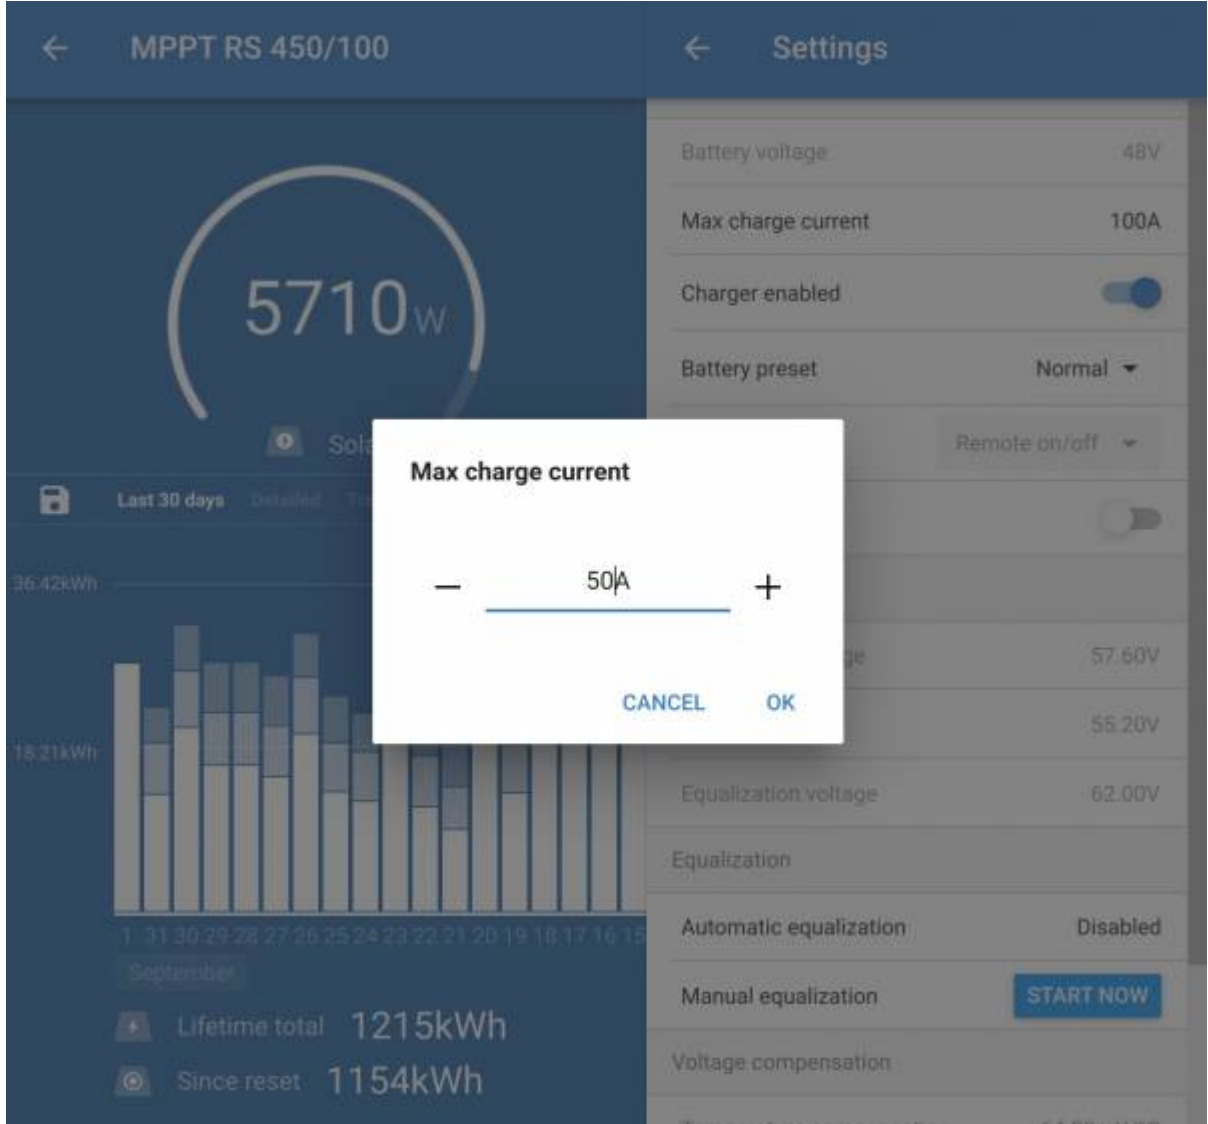 MPPT RS 450/100
5710W
Sola
Last 30 days Detailed
36.42kWh
18.21kWh
1 31 30 29 28 27 26 25 24 23 22 21 20 19 18 17 16 15
September
Lifetime total 1215kWh
Since reset 1154kWh
Settings
Battery voltage 48V
Max charge current 100A
Charger enabled
Battery preset Normal
Remote on/off
57.60V
55.20V
Equalization voltage 62.00V
Equalization
Automatic equalization Disabled
Manual equalization START NOW
Voltage compensation
Max charge current
50A
CANCEL OK